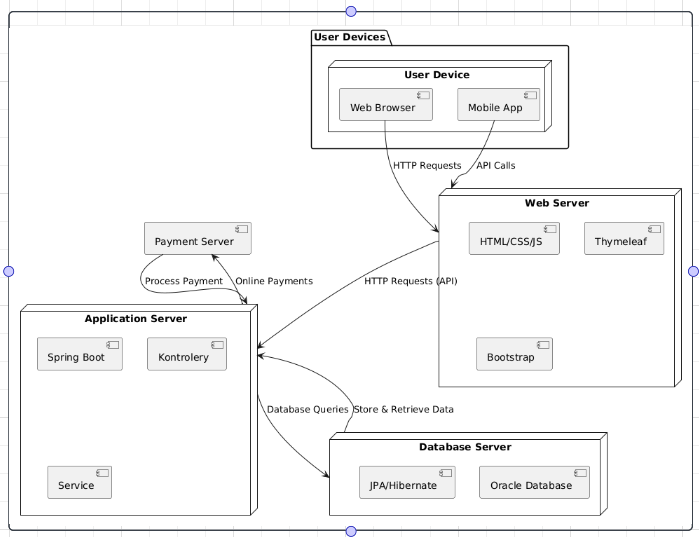 User Devices
User Device
Web Browser
Mobile App
HTTP Requests
API Calls
Web Server
HTML/CSS/JS
Thymeleaf
Bootstrap
Payment Server
Process Payment
Online Payments
HTTP Requests (API)
Application Server
Spring Boot
Kontrolery
Service
Database Queries
Store & Retrieve Data
Database Server
JPA/Hibernate
Oracle Database